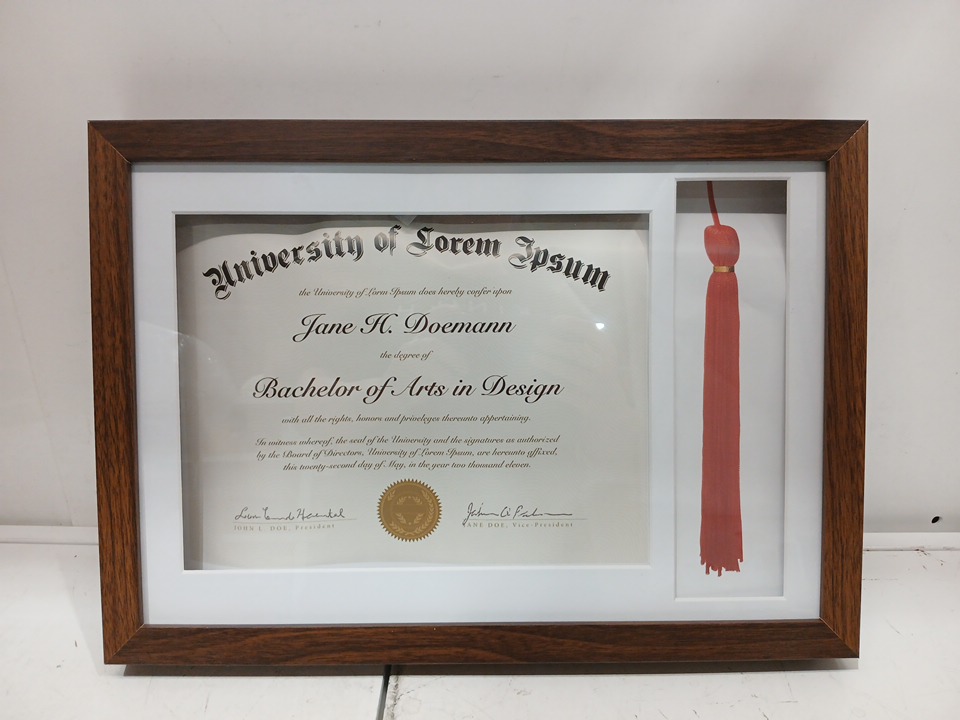 University of Lorem Ipsum
the University of Lorm Ipsum does hereby confer upon
Jane H. Doemann
the degree of
Bachelor of Arts in Design
with all the rights, honors and priveleges thereunto appertaining.
In witness whereof, the seal of the University and the signatures as authorized
by the Board of Directors, University of Lorem Ipsum, are hereunto affixed,
this twenty-second day of May, in the year two thousand eleven.
JOHN L. DOE, President
JANE DOE, Vice-President